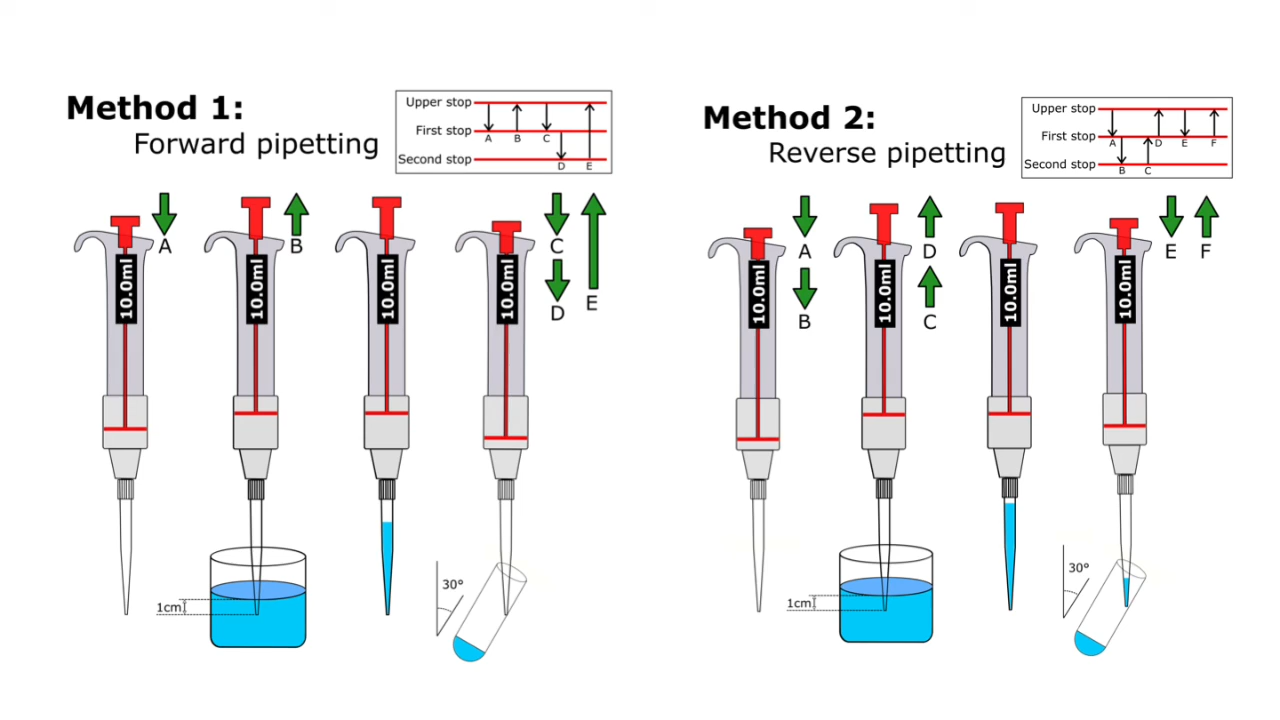 Method 1:
Forward pipetting
Upper stop
First stop
A B C
Second stop
D E
A
B
C
D
E
10.0ml
10.0ml
10.0ml
10.0ml
1cm
30°
Method 2:
Reverse pipetting
Upper stop
First stop
A D E F
Second stop
B C
A
B
D
C
E F
10.0ml
10.0ml
10.0ml
10.0ml
1cm
30°